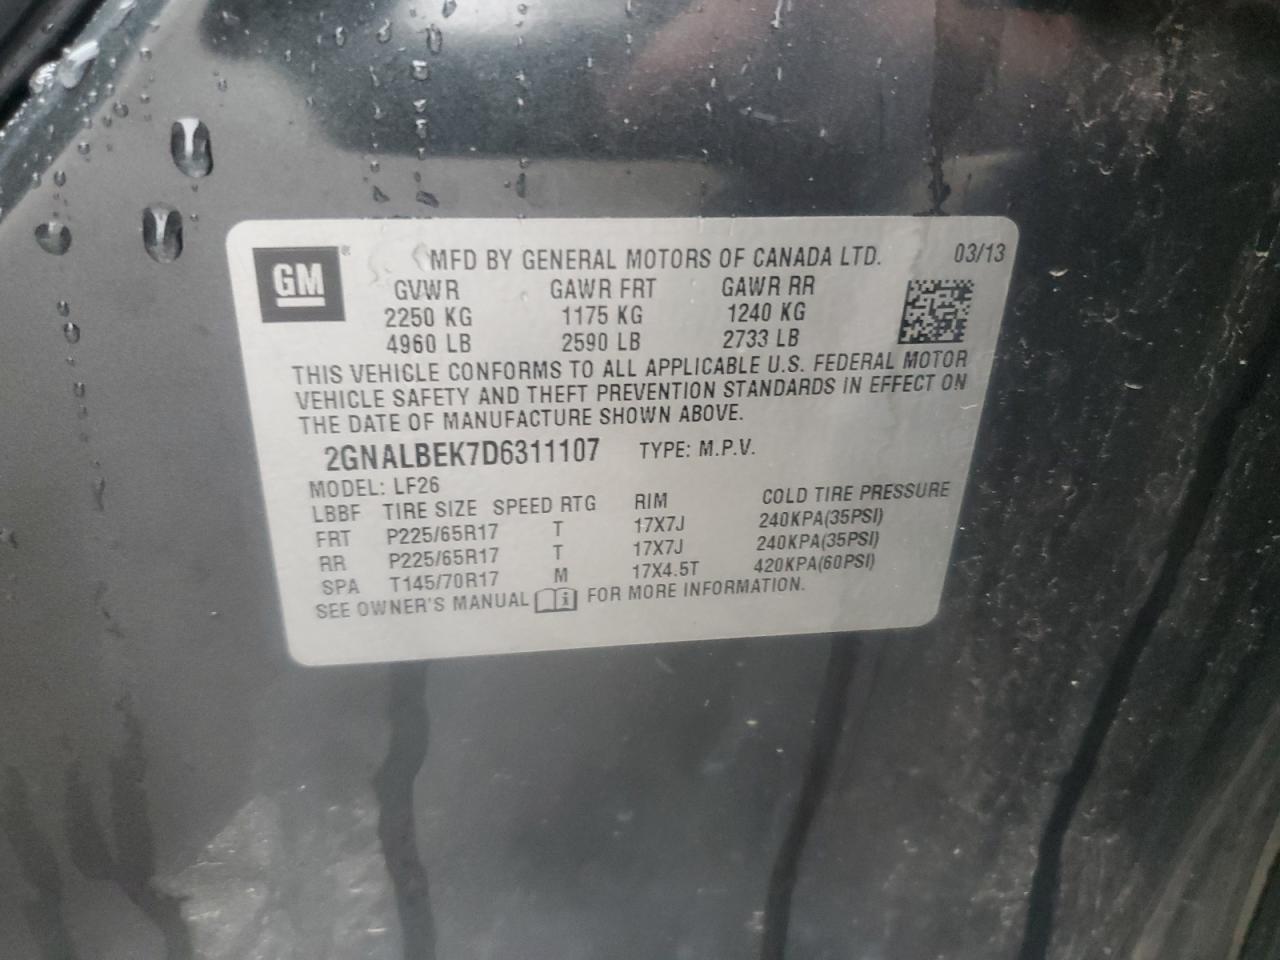 GM
®
MFD BY GENERAL MOTORS OF CANADA LTD. 03/13
GVWR GAWR FRT GAWR RR
2250 KG 1175 KG 1240 KG
4960 LB 2590 LB 2733 LB
THIS VEHICLE CONFORMS TO ALL APPLICABLE U.S. FEDERAL MOTOR
VEHICLE SAFETY AND THEFT PREVENTION STANDARDS IN EFFECT ON
THE DATE OF MANUFACTURE SHOWN ABOVE.
2GNALBEK7D6311107 TYPE: M.P.V.
MODEL: LF26
LBBF TIRE SIZE SPEED RTG RIM COLD TIRE PRESSURE
FRT P225/65R17 T 17X7J 240KPA(35PSI)
RR P225/65R17 T 17X7J 240KPA(35PSI)
SPA T145/70R17 M 17X4.5T 420KPA(60PSI)
SEE OWNER'S MANUAL FOR MORE INFORMATION.